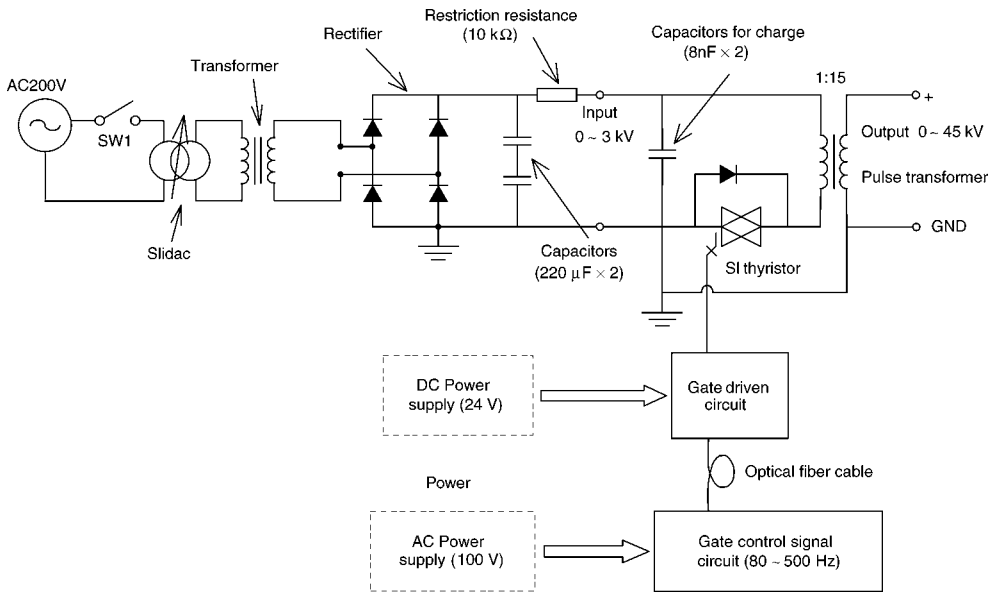 Restriction resistance
(10 kΩ)
Capacitors for charge
(8nF × 2)
Rectifier
Transformer
AC200V
1:15
+
SW1
Input
0 ~ 3 kV
Output 0 ~ 45 kV
Pulse transformer
GND
Slidac
Capacitors
(220 μF × 2)
SI thyristor
DC Power
supply (24 V)
Gate driven
circuit
Optical fiber cable
Power
AC Power
supply (100 V)
Gate control signal
circuit (80 ~ 500 Hz)